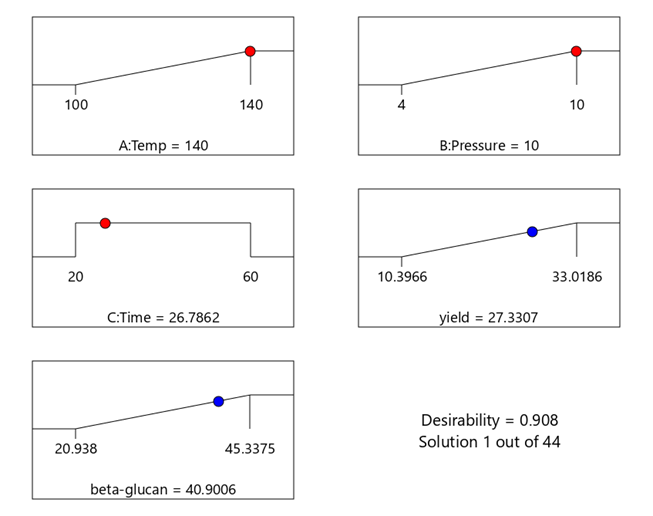 100
140
A:Temp = 140
4
10
B:Pressure = 10
20
60
C:Time = 26.7862
10.3966
33.0186
yield = 27.3307
20.938
45.3375
beta-glucan = 40.9006
Desirability = 0.908
Solution 1 out of 44